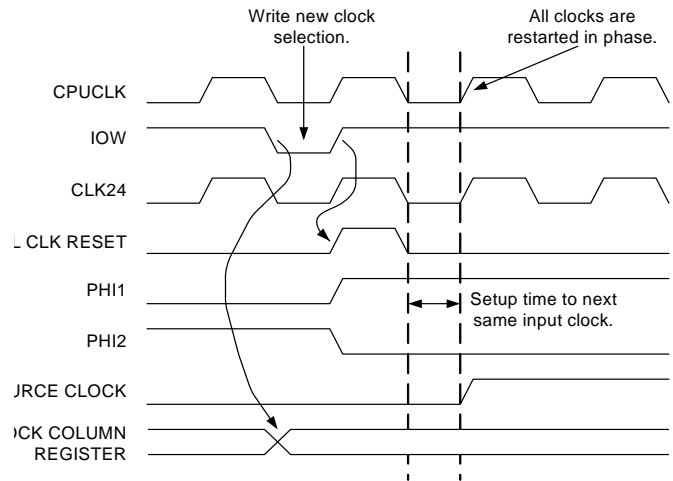 Write new clock
selection.
All clocks are
restarted in phase.
CPUCLK
IOW
CLK24
L CLK RESET
PHI1
Setup time to next
same input clock.
PHI2
URCE CLOCK
OCK COLUMN
REGISTER